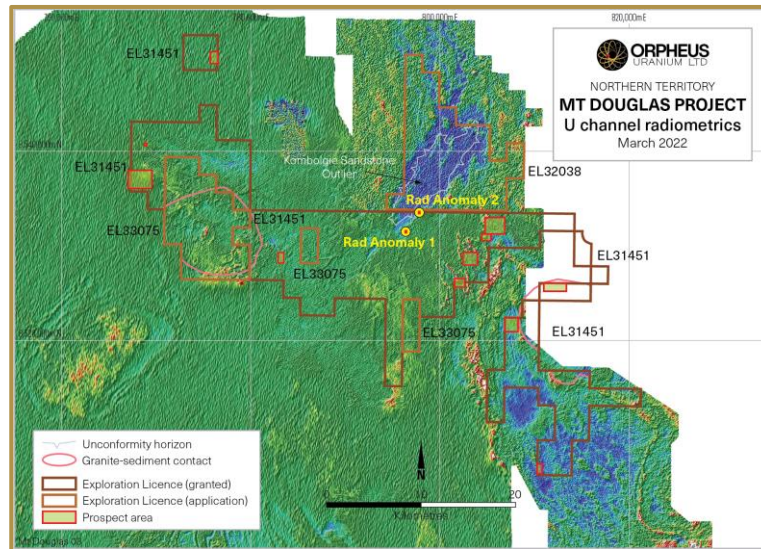 800,000mE
820,000mE
ORPHEUS
URANIUM LTD
NORTHERN TERRITORY
MT DOUGLAS PROJECT
U channel radiometrics
March 2022
EL31451
EL31451
Kombolgie Sandstone
Outlier
EL32038
Rad Anomaly 2
EL31451
EL33075
Rad Anomaly 1
EL31451
EL33075
EL33075
EL31451
Unconformity horizon
Granite-sediment contact
Exploration Licence (granted)
Exploration Licence (application)
Prospect area
N
0
20
Kilometres